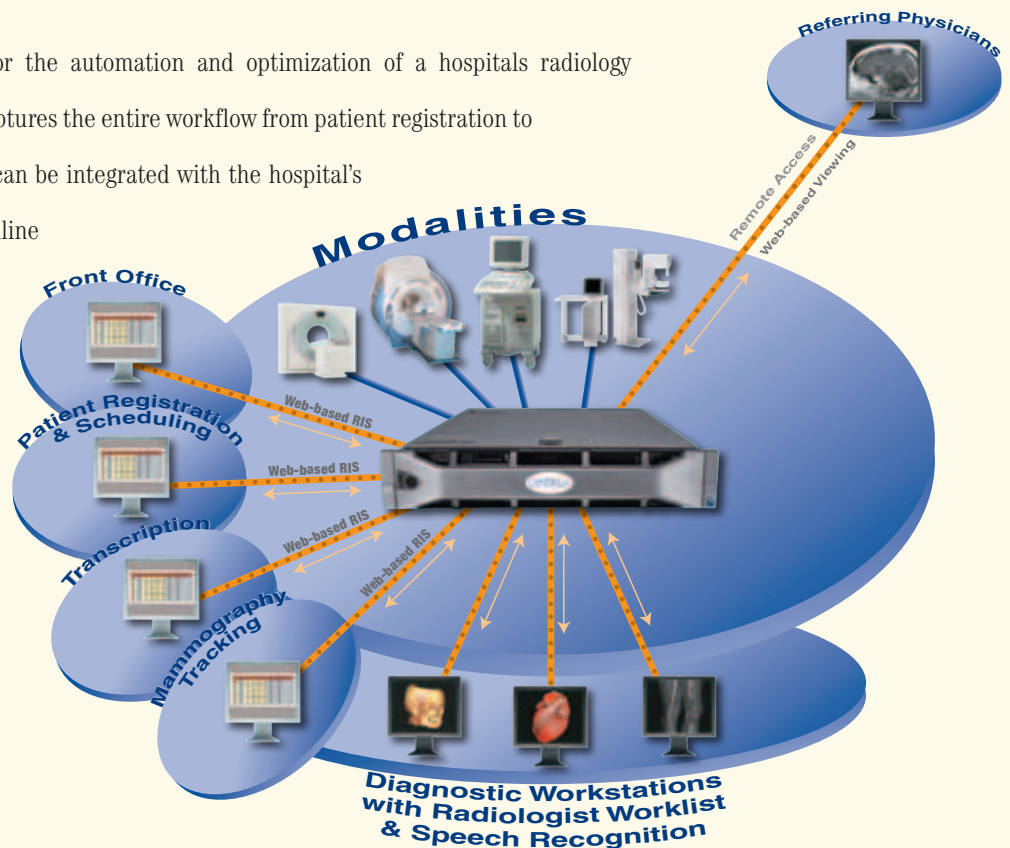 Referring Physicians
or the automation and optimization of a hospitals radiology
ptures the entire workflow from patient registration to
can be integrated with the hospital's
line
Remote Access
Web-based Viewing
Modalities
Front Office
Web-based RIS
Patient Registration
& Scheduling
Web-based RIS
Transcription
Web-based RIS
Mammography
Tracking
Web-based RIS
Diagnostic Workstations
with Radiologist Worklist
& Speech Recognition